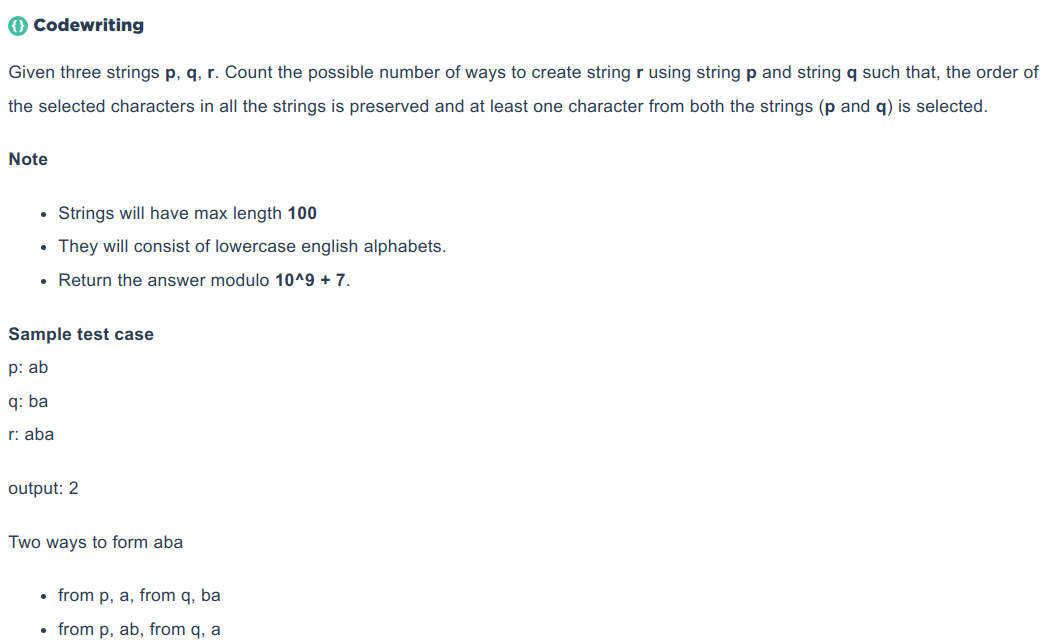 Codewriting
Given three strings p, q, r. Count the possible number of ways to create string r using string p and string q such that, the order of
the selected characters in all the strings is preserved and at least one character from both the strings (p and q) is selected.
Note
• Strings will have max length 100
• They will consist of lowercase english alphabets.
• Return the answer modulo 10^9 + 7.
Sample test case
p: ab
q: ba
r: aba
output: 2
Two ways to form aba
• from p, a, from q, ba
• from p, ab, from q, a